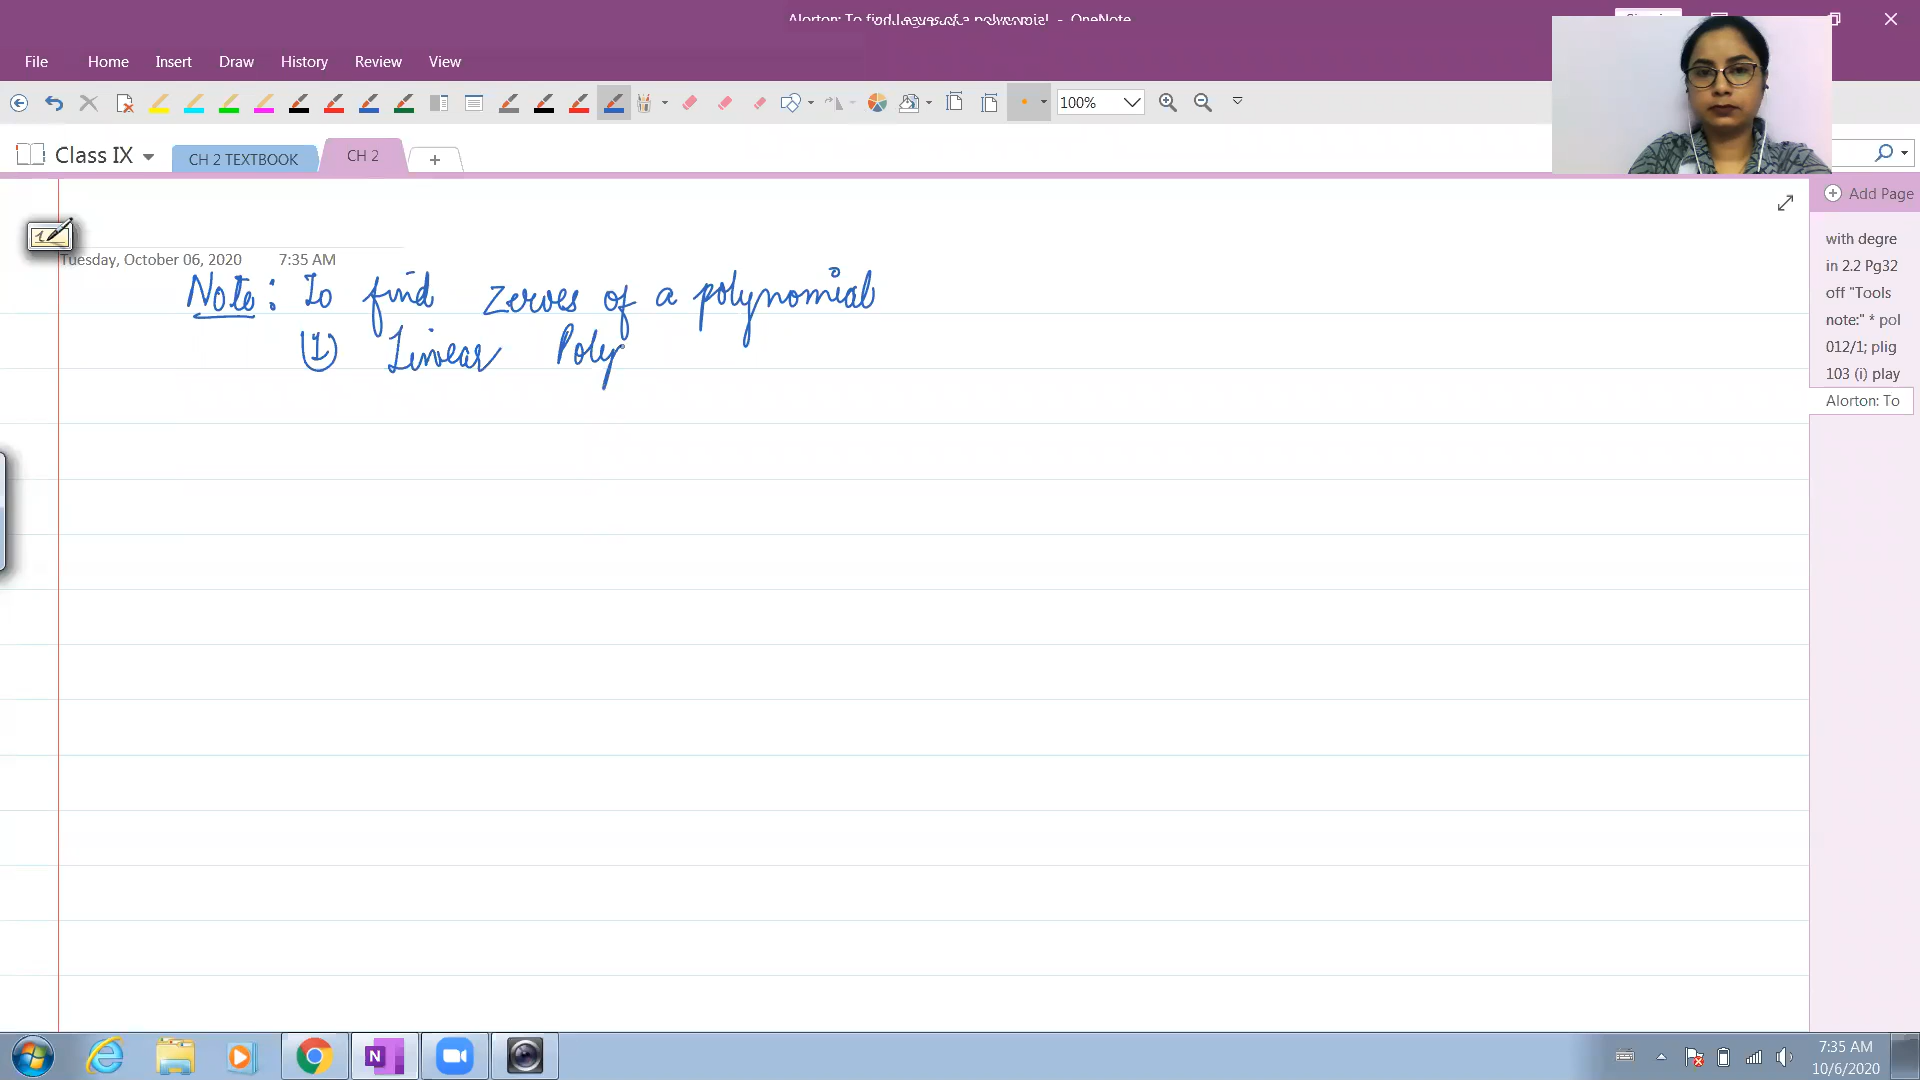 Alorton: To find Leaves of a polynomial - OneNote
File Home Insert Draw History Review View
100%
Class IX CH 2 TEXTBOOK CH 2
Add Page
with degre
in 2.2 Pg32
off "Tools
note:" * pol
012/1; plig
103 (i) play
Alorton: To
Tuesday, October 06, 2020 7:35 AM
Note: To find zeroes of a polynomial
(I) Linear Poly
7:35 AM
10/6/2020